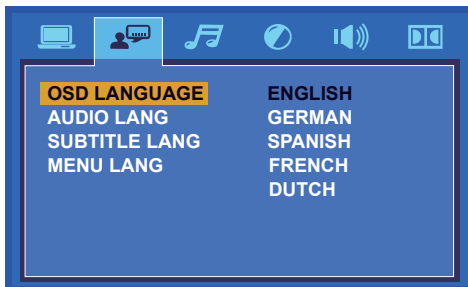 OSD LANGUAGE ENGLISH
AUDIO LANG GERMAN
SUBTITLE LANG SPANISH
MENU LANG FRENCH
DUTCH